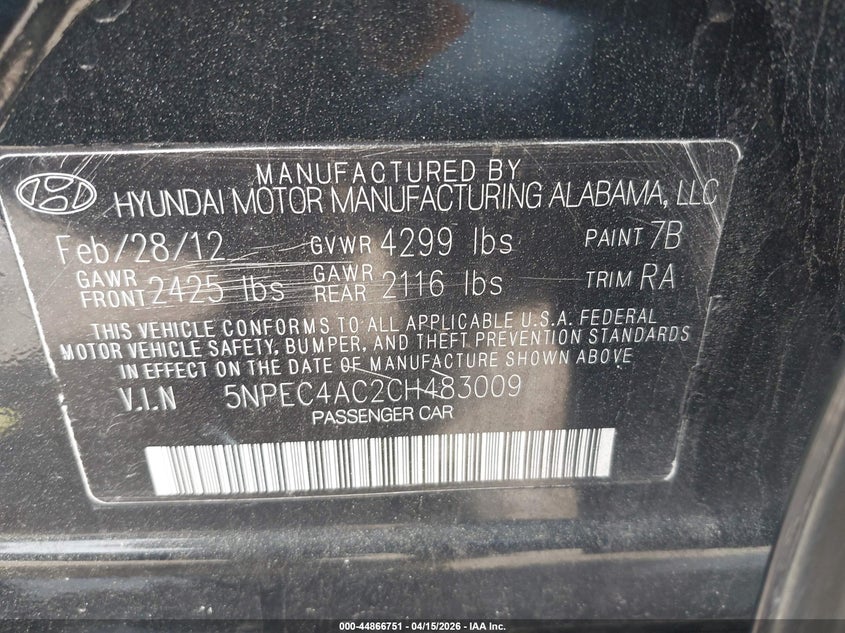 MANUFACTURED BY
HYUNDAI MOTOR MANUFACTURING ALABAMA, LLC
Feb/28/12 GVWR 4299 lbs PAINT 7B
GAWR FRONT 2425 lbs GAWR REAR 2116 lbs TRIM RA
THIS VEHICLE CONFORMS TO ALL APPLICABLE U.S.A. FEDERAL
MOTOR VEHICLE SAFETY, BUMPER, AND THEFT PREVENTION STANDARDS
IN EFFECT ON THE DATE OF MANUFACTURE SHOWN ABOVE
V.I.N 5NPEC4AC2CH483009
PASSENGER CAR
000-44866751 | 04/15/2026 - IAA Inc.